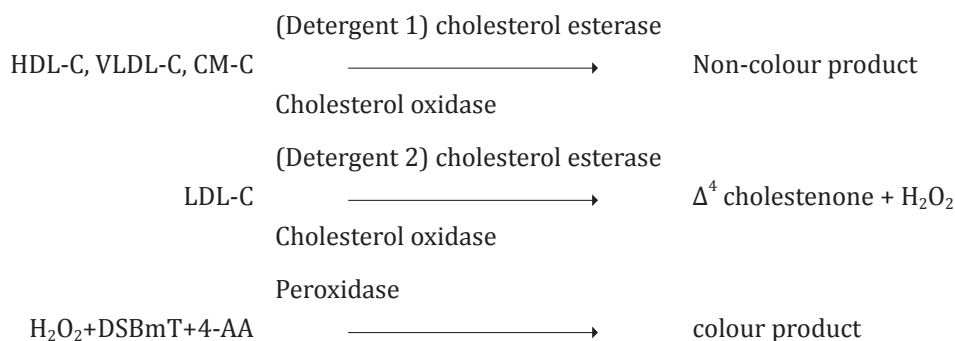 (Detergent 1) cholesterol esterase
HDL-C, VLDL-C, CM-C Non-colour product
Cholesterol oxidase
(Detergent 2) cholesterol esterase
LDL-C Δ⁴ cholestenone + H₂O₂
Cholesterol oxidase
Peroxidase
H₂O₂+DSBmT+4-AA colour product